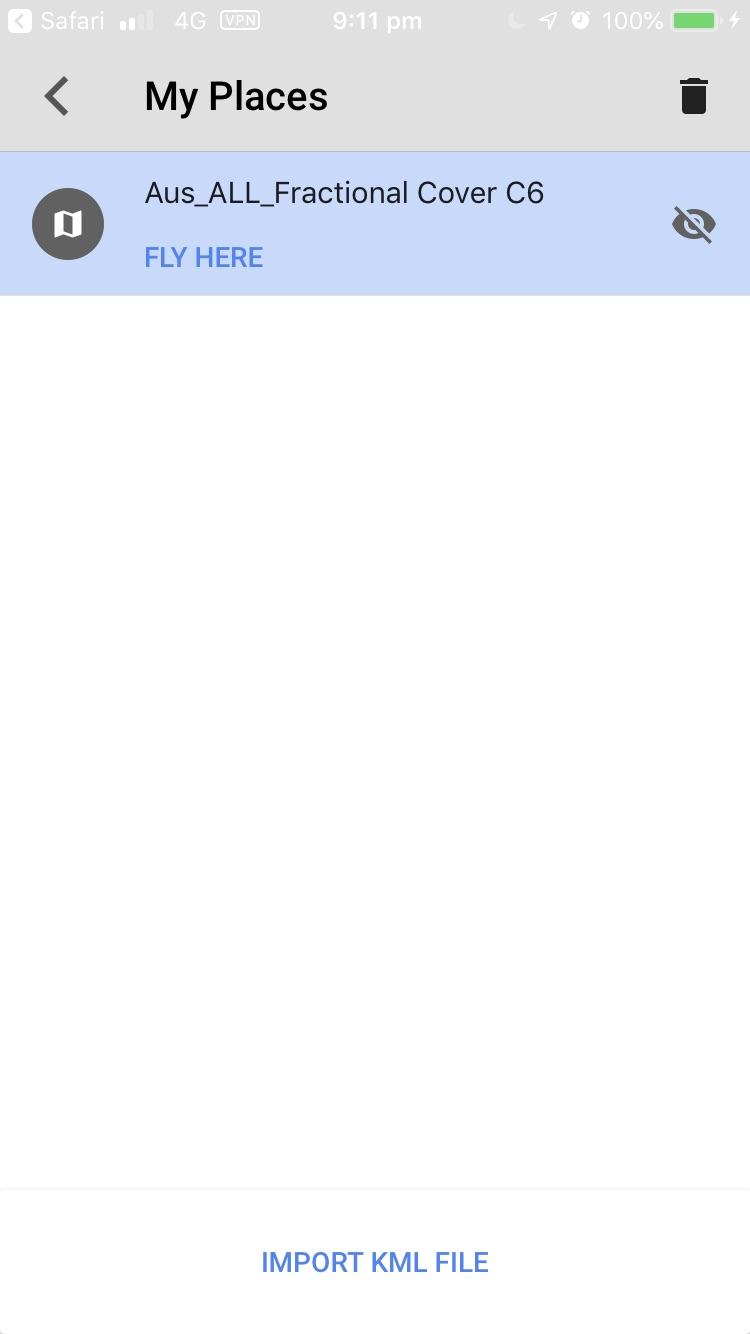 Safari 4G VPN 9:11 pm 100%
My Places
Aus_ALL_Fractional Cover C6
FLY HERE
IMPORT KML FILE